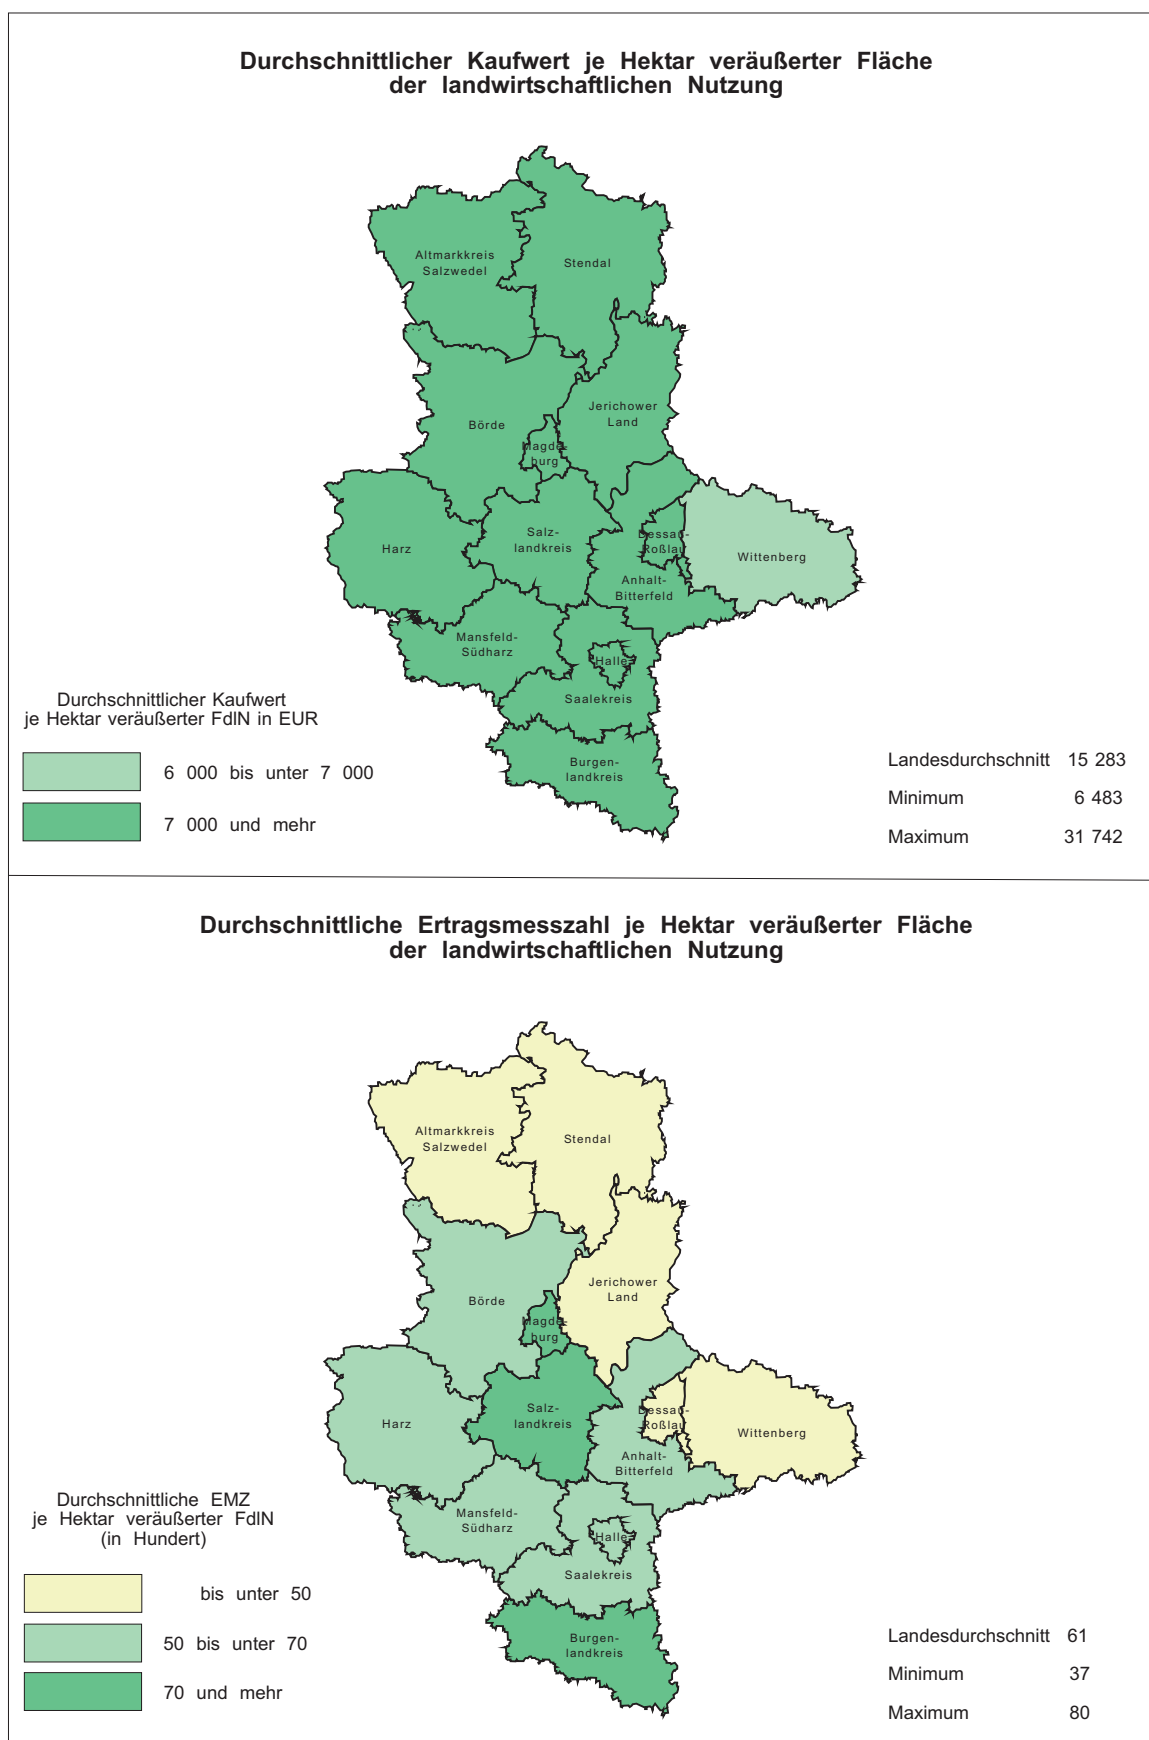 Durchschnittlicher Kaufwert je Hektar veräußerter Fläche
der landwirtschaftlichen Nutzung
Altmarkkreis
Salzwedel
Stendal
Jerichower
Land
Börde
Magde-
burg
Salz-
landkreis
Dessau-
Roßlau
Harz
Wittenberg
Anhalt-
Bitterfeld
Mansfeld-
Südharz
Halle
Saalekreis
Burgen-
landkreis
Durchschnittlicher Kaufwert
je Hektar veräußerter FdlN in EUR
6 000 bis unter 7 000
7 000 und mehr
Landesdurchschnitt 15 283
Minimum 6 483
Maximum 31 742
Durchschnittliche Ertragsmesszahl je Hektar veräußerter Fläche
der landwirtschaftlichen Nutzung
Altmarkkreis
Salzwedel
Stendal
Jerichower
Land
Börde
Magde-
burg
Salz-
landkreis
Dessau-
Roßlau
Harz
Wittenberg
Anhalt-
Bitterfeld
Mansfeld-
Südharz
Halle
Saalekreis
Burgen-
landkreis
Durchschnittliche EMZ
je Hektar veräußerter FdlN
(in Hundert)
bis unter 50
50 bis unter 70
70 und mehr
Landesdurchschnitt 61
Minimum 37
Maximum 80